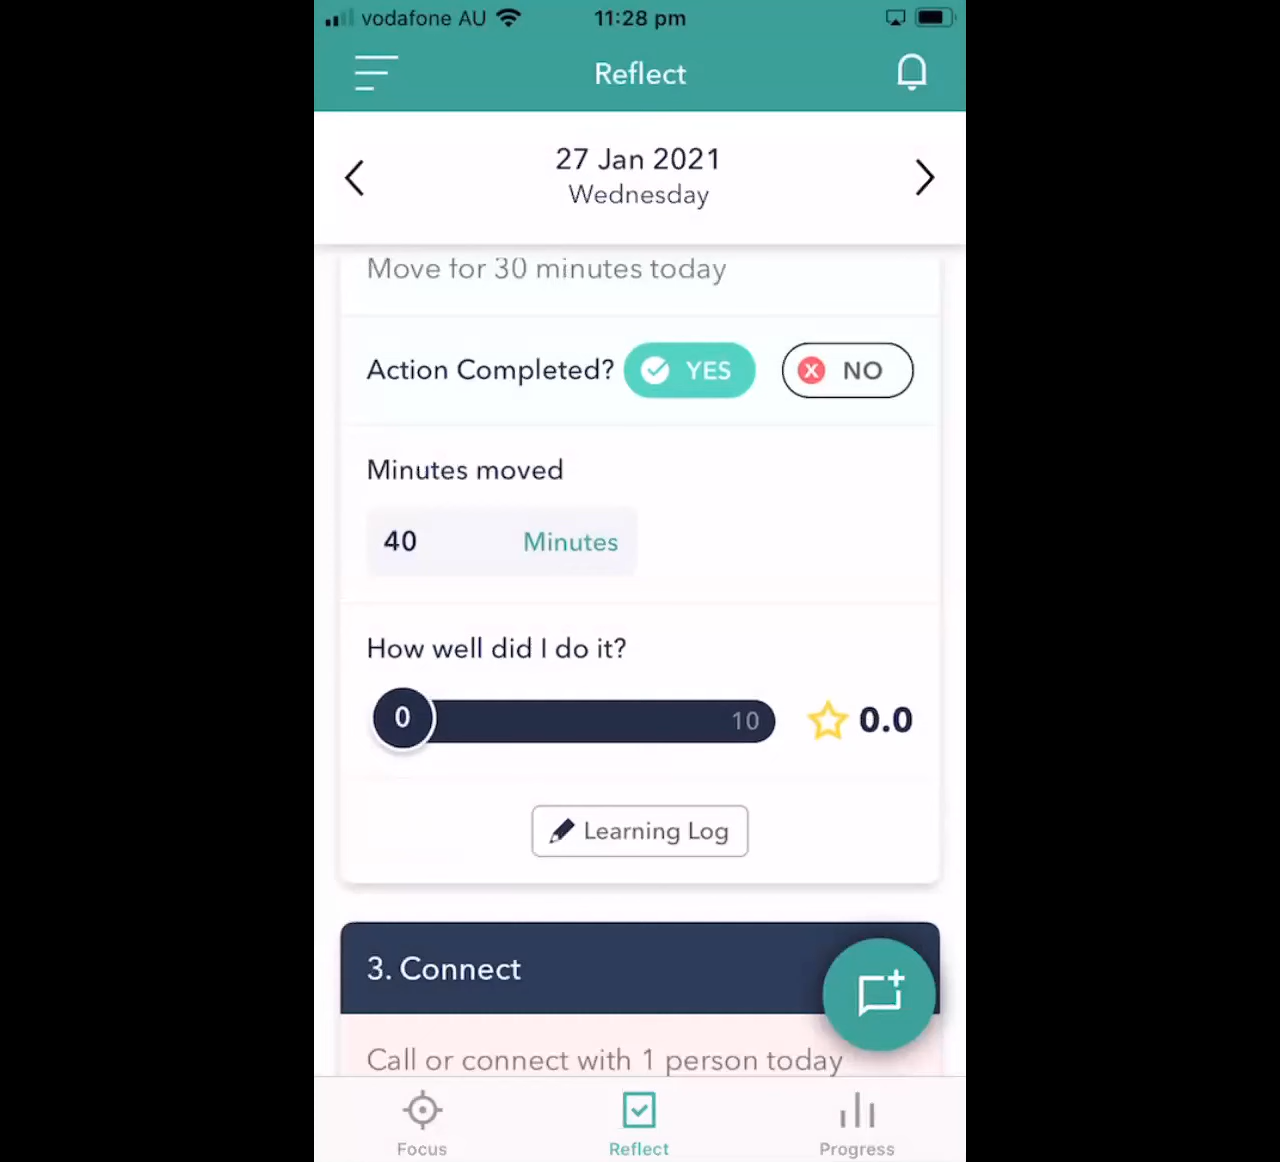 vodafone AU 11:28 pm
Reflect
27 Jan 2021
Wednesday
Move for 30 minutes today
Action Completed? YES X NO
Minutes moved
40 Minutes
How well did I do it?
0 10 0.0
Learning Log
3. Connect
Call or connect with 1 person today
Focus Reflect Progress